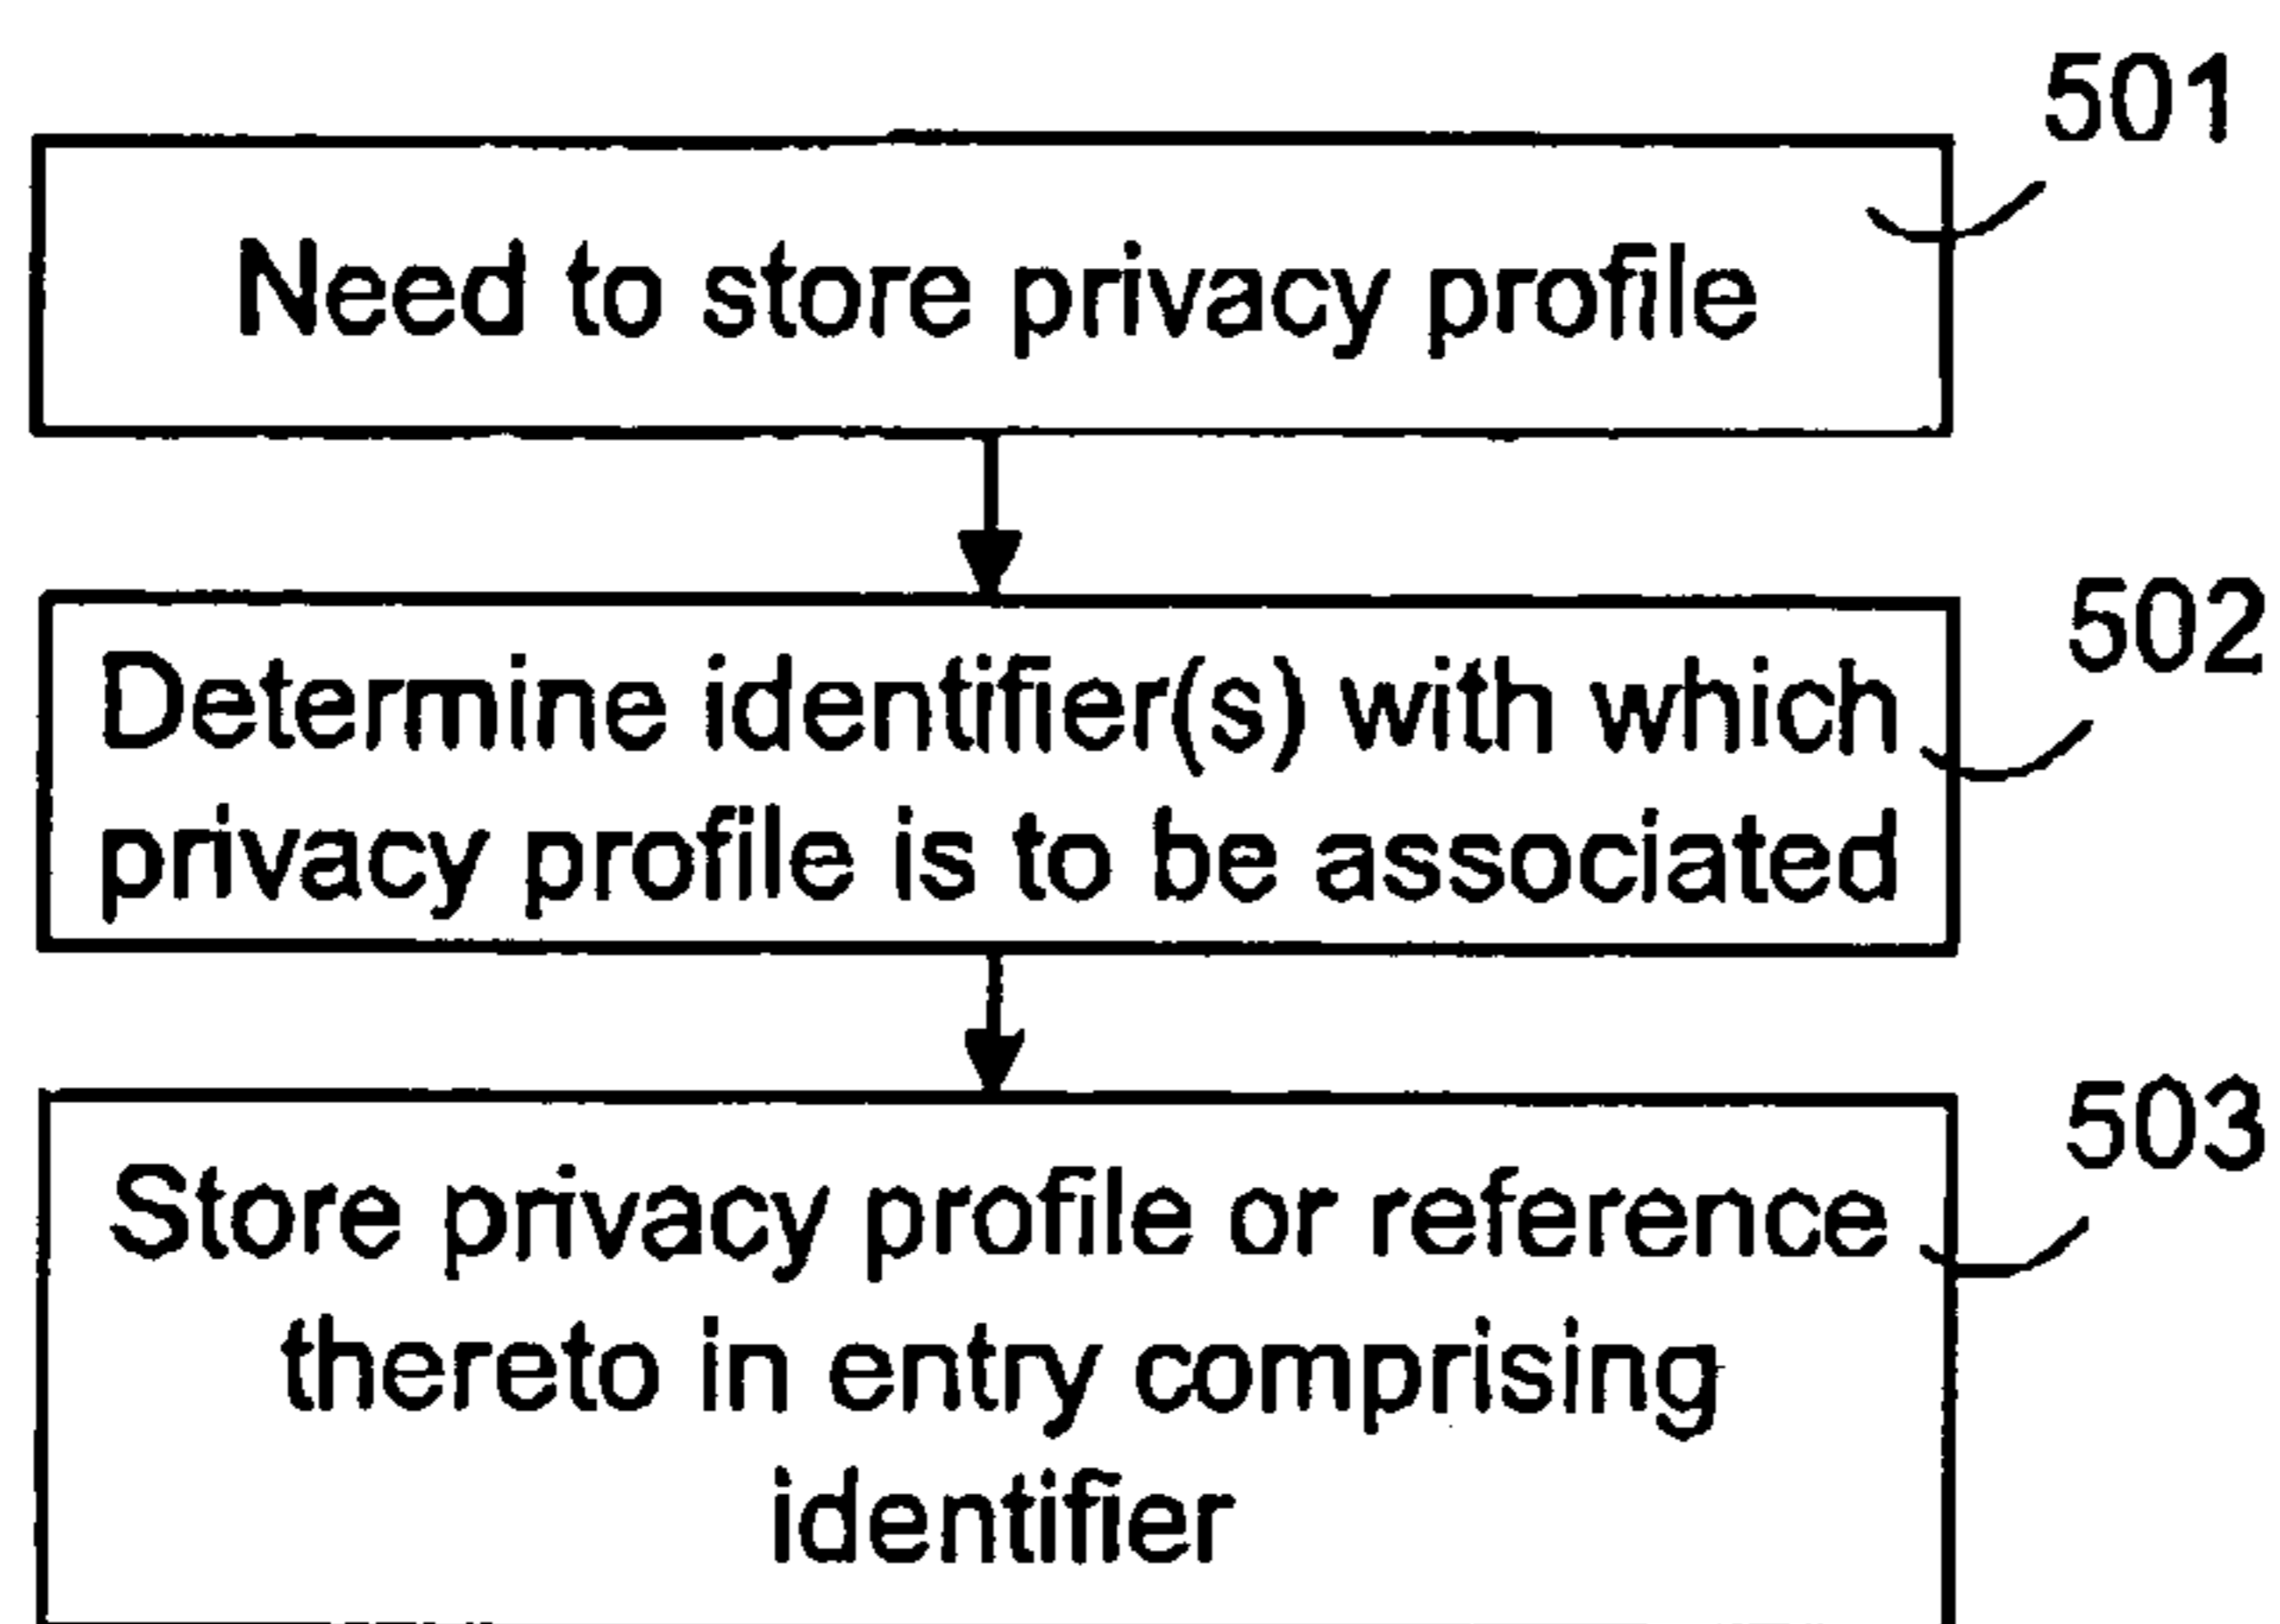 501
Need to store privacy profile
502
Determine identifier(s) with which
privacy profile is to be associated
503
Store privacy profile or reference
thereto in entry comprising
identifier